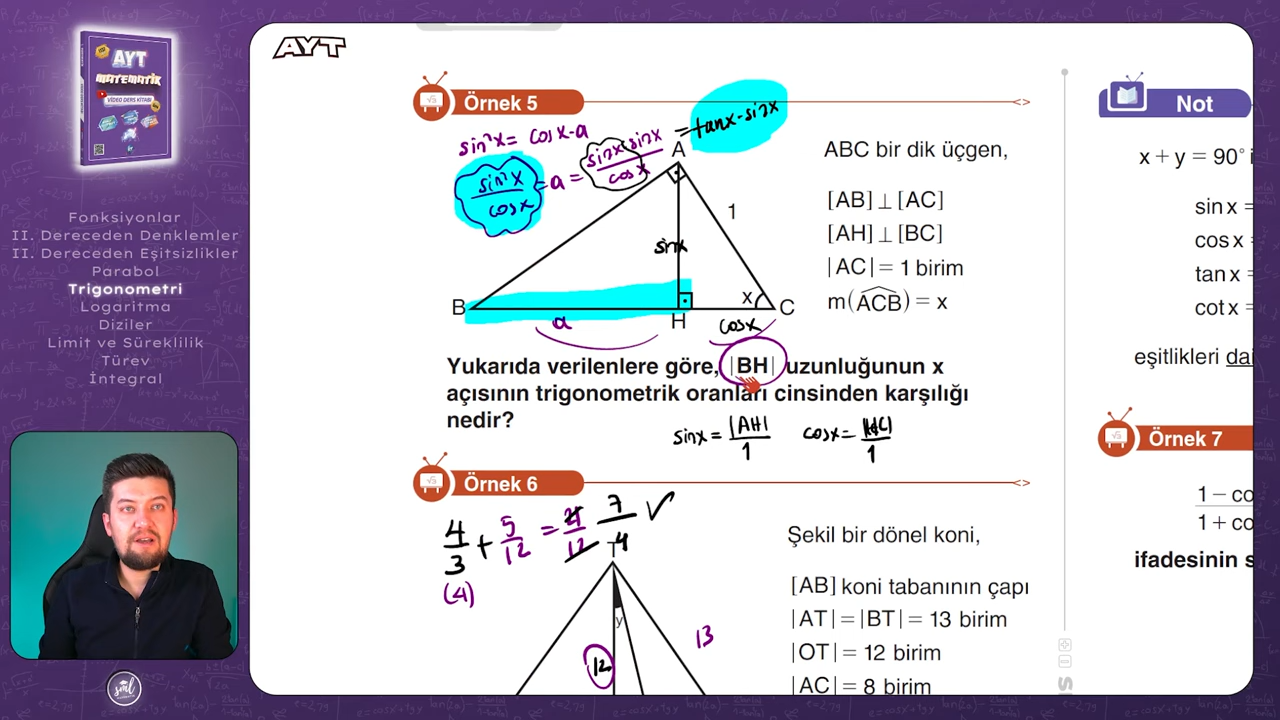 AYT
AYT
MATEMATİK
VİDEO DERS KİTABI
Fonksiyonlar
II. Dereceden Denklemler
II. Dereceden Eşitsizlikler
Parabol
Trigonometri
Logaritma
Diziler
Limit ve Süreklilik
Türev
İntegral
sml
Örnek 5
sin²x = cosx·a
sin²x/cosx = a = sinx·sinx/cosx = tanx·sinx
A
1
sinx
x
B
H
C
a
cosx
ABC bir dik üçgen,
[AB] ⊥ [AC]
[AH] ⊥ [BC]
|AC| = 1 birim
m(ACB) = x
Yukarıda verilenlere göre, |BH| uzunluğunun x
açısının trigonometrik oranları cinsinden karşılığı
nedir?
sinx = |AH|/1 cosx = |HC|/1
Örnek 6
4/3 + 5/12 = 21/12 7/4
(4)
T
y
12
13
Şekil bir dönel koni,
[AB] koni tabanının çapı
|AT| = |BT| = 13 birim
|OT| = 12 birim
|AC| = 8 birim
Not
x + y = 90°
sin x =
cos x
tan x =
cot x =
eşitlikleri
Örnek 7
1 – co
1 + co
ifadesinin s